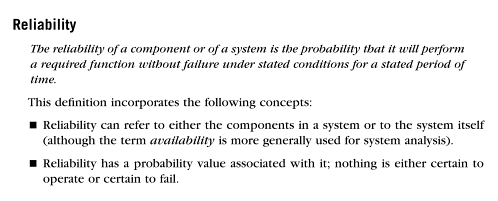 Reliability
The reliability of a component or of a system is the probability that it will perform
a required function without failure under stated conditions for a stated period of
time.
This definition incorporates the following concepts:
■ Reliability can refer to either the components in a system or to the system itself
(although the term availability is more generally used for system analysis).
■ Reliability has a probability value associated with it; nothing is either certain to
operate or certain to fail.